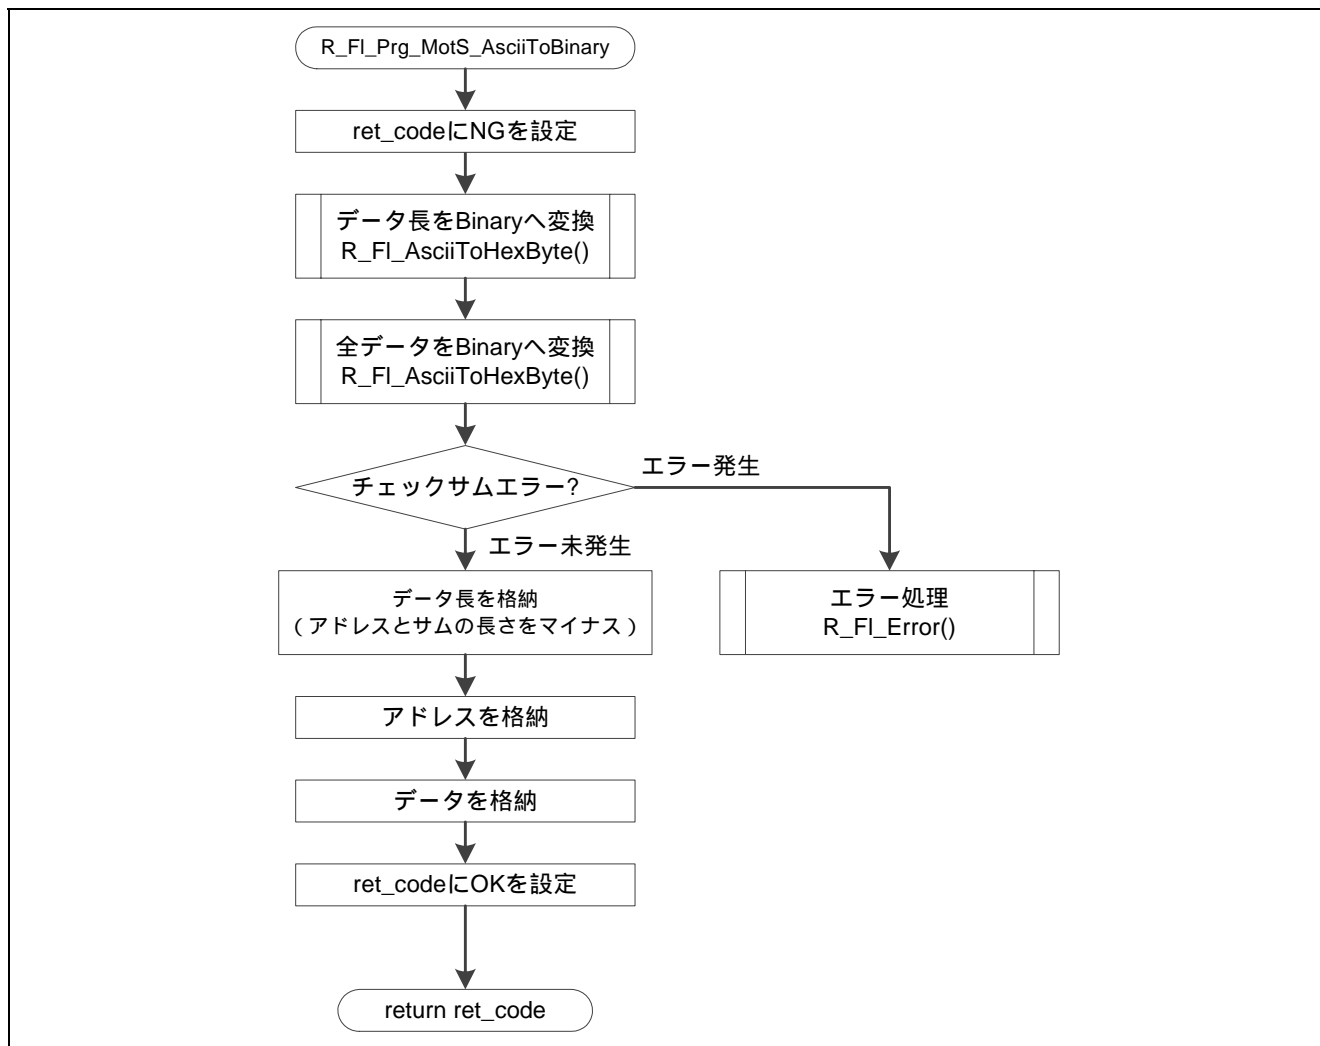 R_Fl_Prg_MotS_AsciiToBinary
ret_codeにNGを設定
データ長をBinaryへ変換
R_Fl_AsciiToHexByte()
全データをBinaryへ変換
R_Fl_AsciiToHexByte()
チェックサムエラー?
エラー発生
エラー未発生
データ長を格納
(アドレスとサムの長さをマイナス)
エラー処理
R_Fl_Error()
アドレスを格納
データを格納
ret_codeにOKを設定
return ret_code